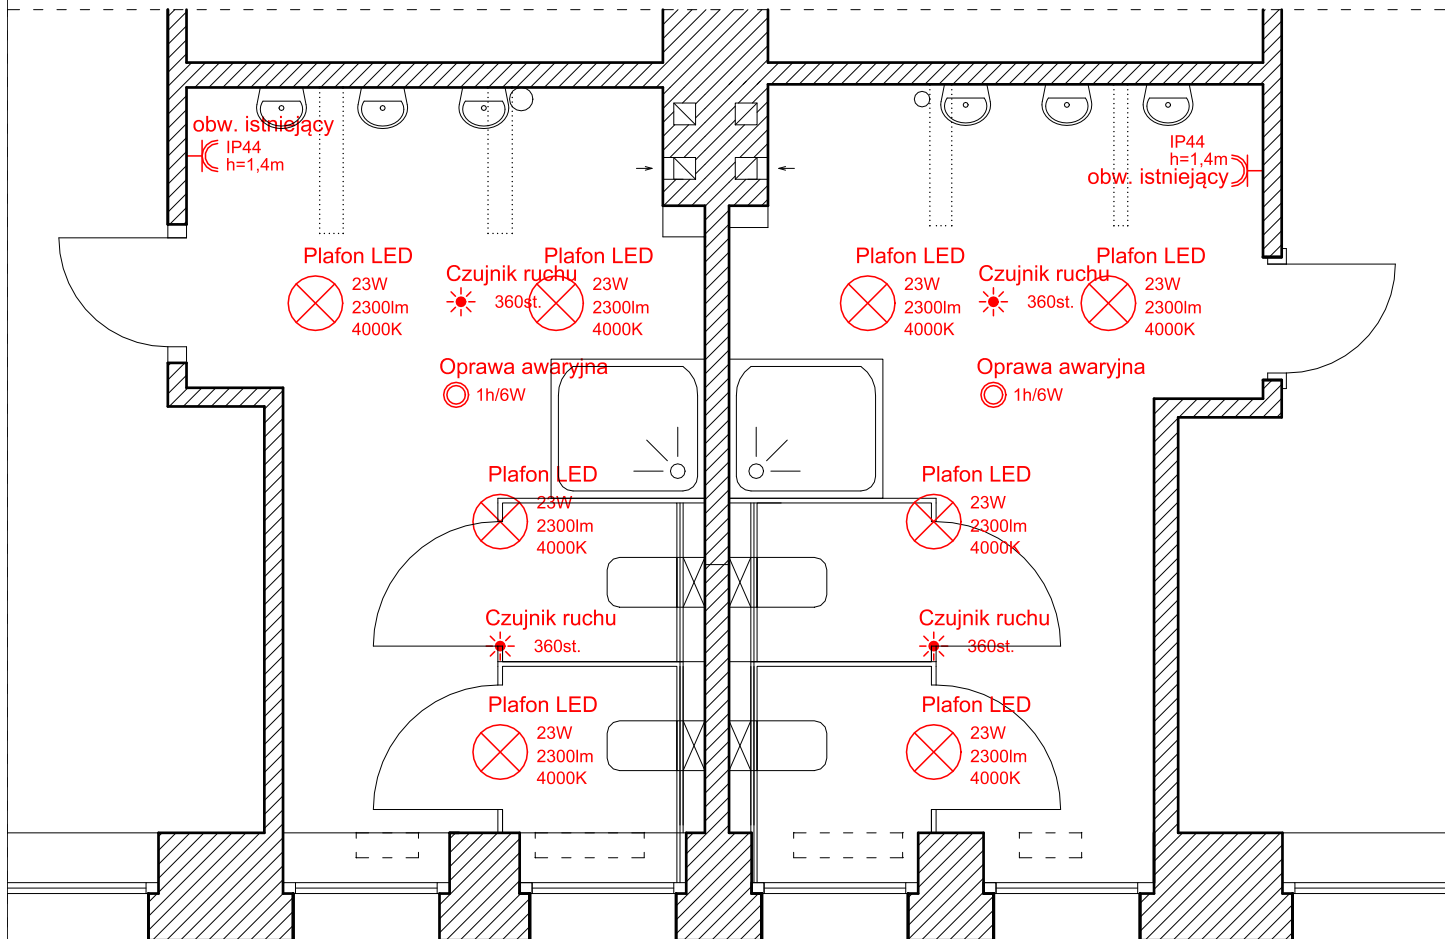 obw. istniejący
IP44
h=1,4m
IP44
h=1,4m
obw. istniejący
Plafon LED
23W
2300lm
4000K
Czujnik ruchu
360st.
Plafon LED
23W
2300lm
4000K
Plafon LED
23W
2300lm
4000K
Czujnik ruchu
360st.
Plafon LED
23W
2300lm
4000K
Oprawa awaryjna
1h/6W
Oprawa awaryjna
1h/6W
Plafon LED
23W
2300lm
4000K
Plafon LED
23W
2300lm
4000K
Czujnik ruchu
360st.
Czujnik ruchu
360st.
Plafon LED
23W
2300lm
4000K
Plafon LED
23W
2300lm
4000K